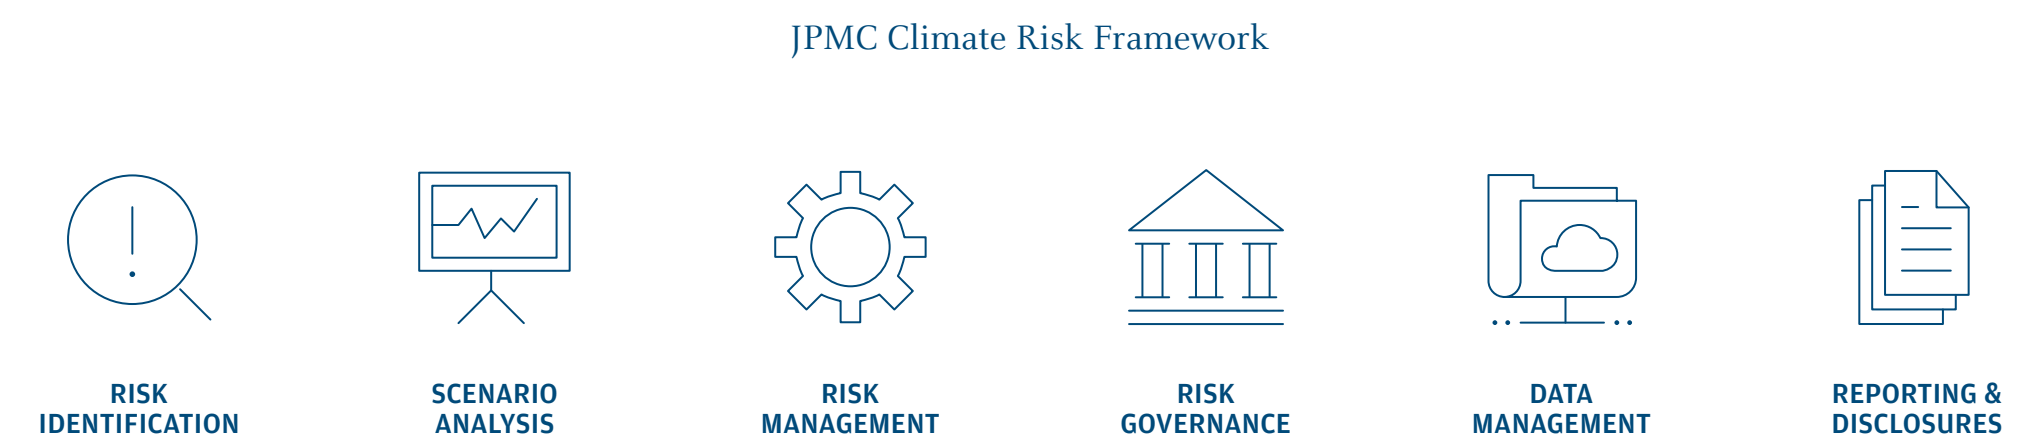 JPMC Climate Risk Framework
RISK
IDENTIFICATION
SCENARIO
ANALYSIS
RISK
MANAGEMENT
RISK
GOVERNANCE
DATA
MANAGEMENT
REPORTING &
DISCLOSURES